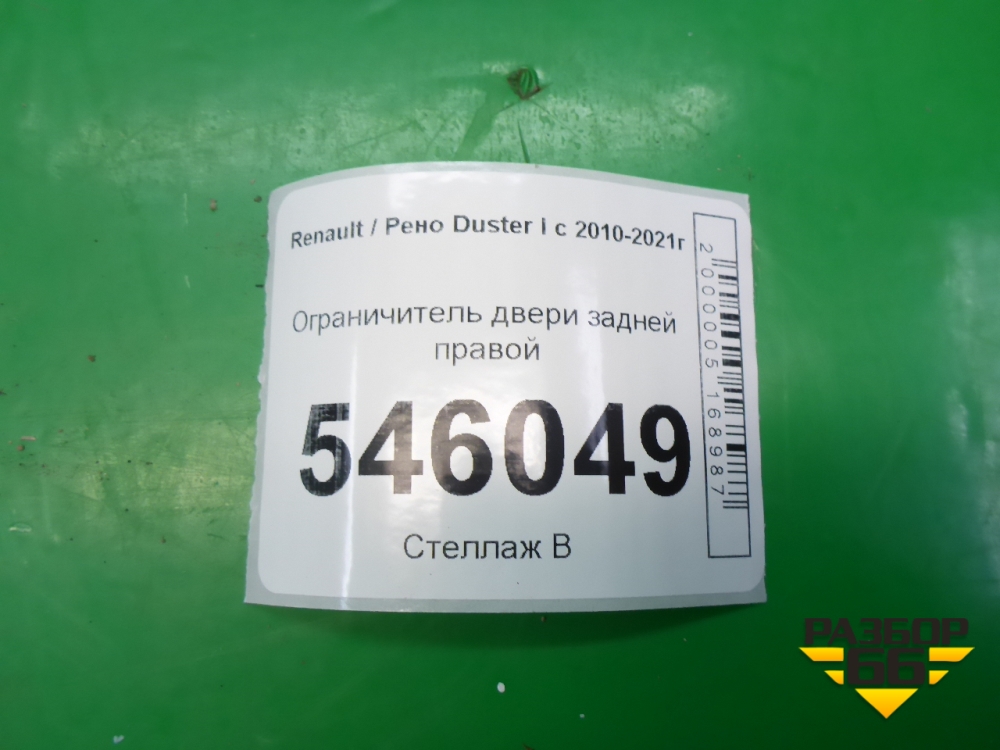 Renault / Рено Duster I с 2010-2021г
Ограничитель двери задней
правой
546049
Стеллаж В
2000005168987
РАЗБОР
66